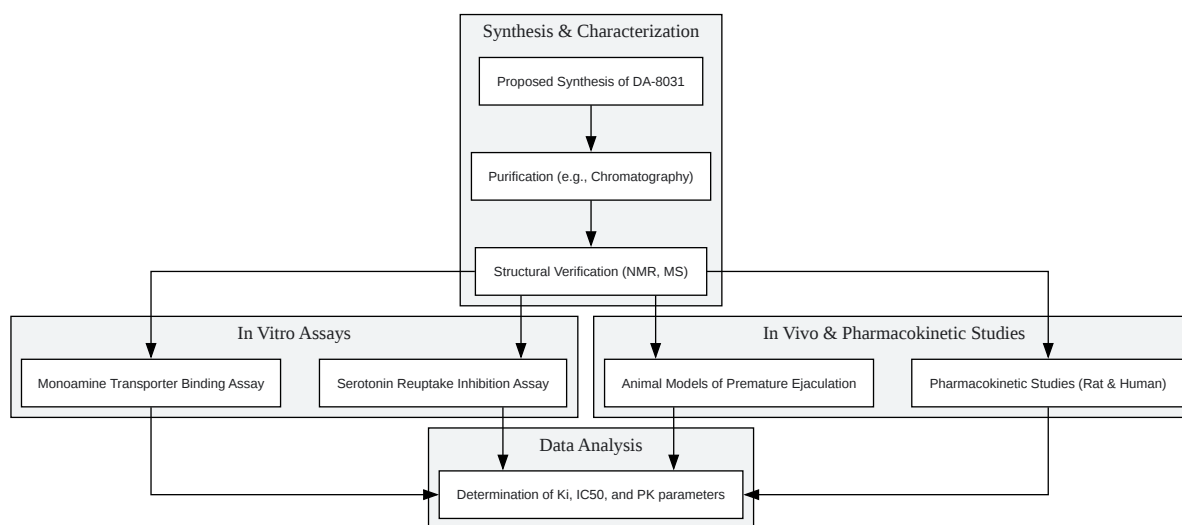 Synthesis & Characterization
Proposed Synthesis of DA-8031
Purification (e.g., Chromatography)
Structural Verification (NMR, MS)
In Vitro Assays
Monoamine Transporter Binding Assay
Serotonin Reuptake Inhibition Assay
In Vivo & Pharmacokinetic Studies
Animal Models of Premature Ejaculation
Pharmacokinetic Studies (Rat & Human)
Data Analysis
Determination of Ki, IC50, and PK parameters